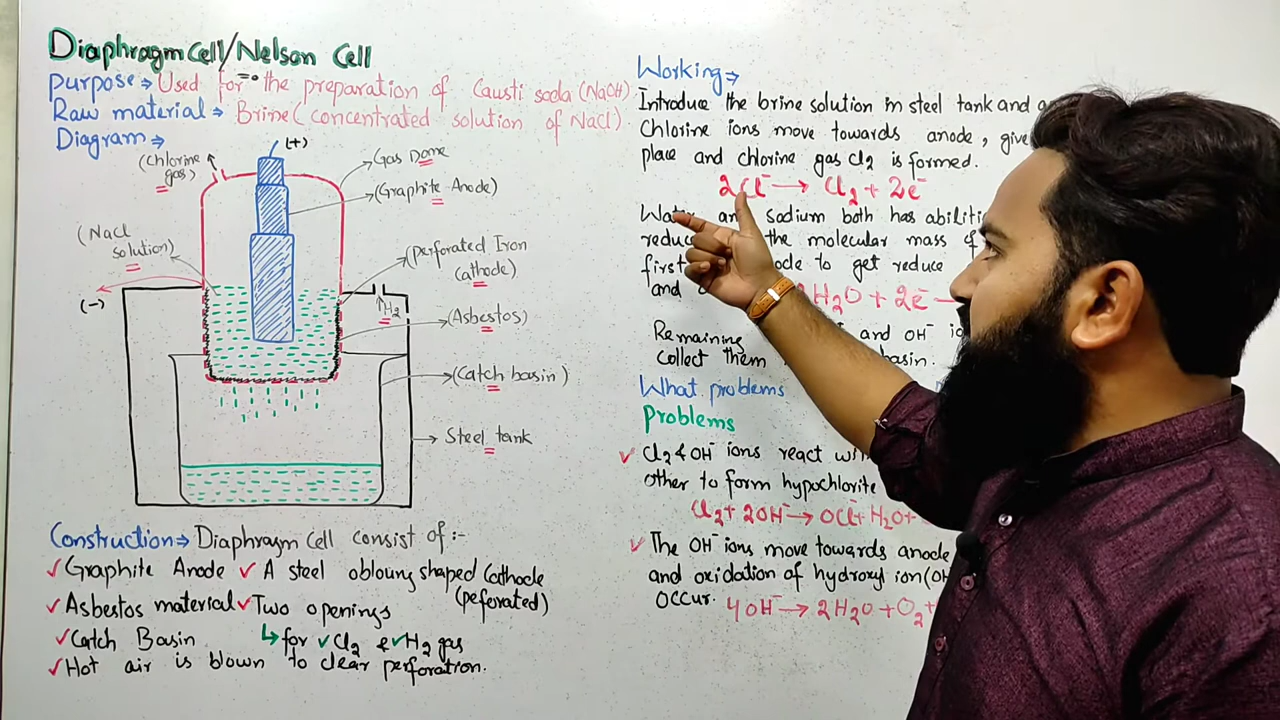 Diaphragm cell/Nelson Cell
Purpose → Used for the preparation of Causti soda (NaOH)
Raw material → Brine (concentrated solution of NaCl)
Diagram →
(+)
(Chlorine gas)
Gas Dome
(Graphite Anode)
(NaCl solution)
(Perforated Iron cathode)
(-)
H₂
(Asbestos)
(Catch basin)
Steel tank
Construction → Diaphragm cell consist of :-
✓ Graphite Anode ✓ A steel obloung shaped Cathode
(peferated)
✓ Asbestos material ✓ Two openings
✓ Catch Basin ↳ for ✓ Cl₂ & ✓ H₂ gas
✓ Hot air is blown to clear perforation.
Working →
Introduce the brine solution in steel tank and
Chlorine ions move towards anode, give
place and chlorine gas Cl₂ is formed.
2Cl⁻ → Cl₂ + 2e⁻
and sodium both has
reduce the molecular mass of
first to get reduce
and H₂O + 2e⁻ →
Remaining and OH⁻
collect them basin.
What problems
Problems
✓ Cl₂ & OH⁻ ions react
other to form hypochlorite
Cl₂ + 2OH⁻ → OCl⁻ + H₂O +
✓ The OH⁻ ions move towards anode
and oxidation of hydroxy ion (OH
occur.
4OH⁻ → 2H₂O + O₂ +